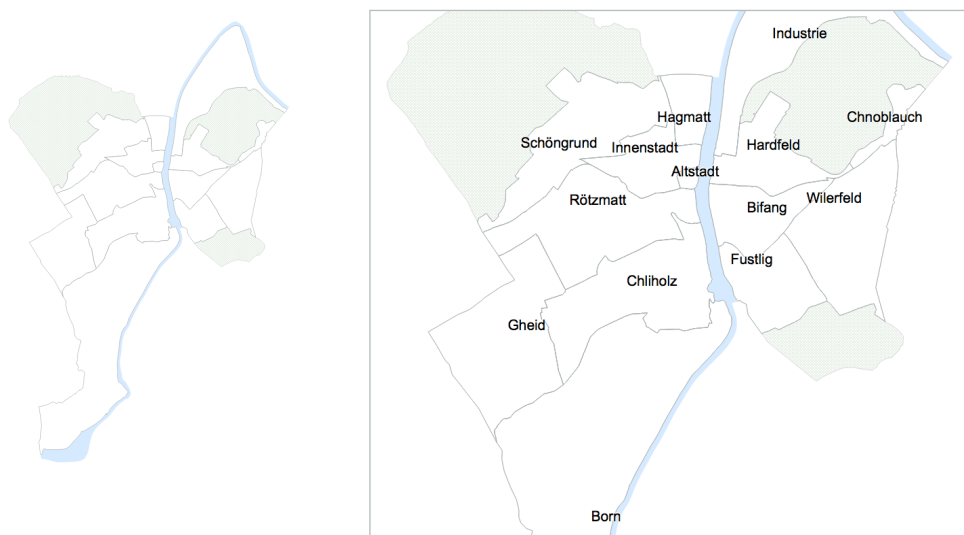 Industrie
Hagmatt
Chnoblauch
Schöngrund
Innenstadt
Hardfeld
Altstadt
Rötzmatt
Bifang
Wilerfeld
Fustlig
Chliholz
Gheid
Born